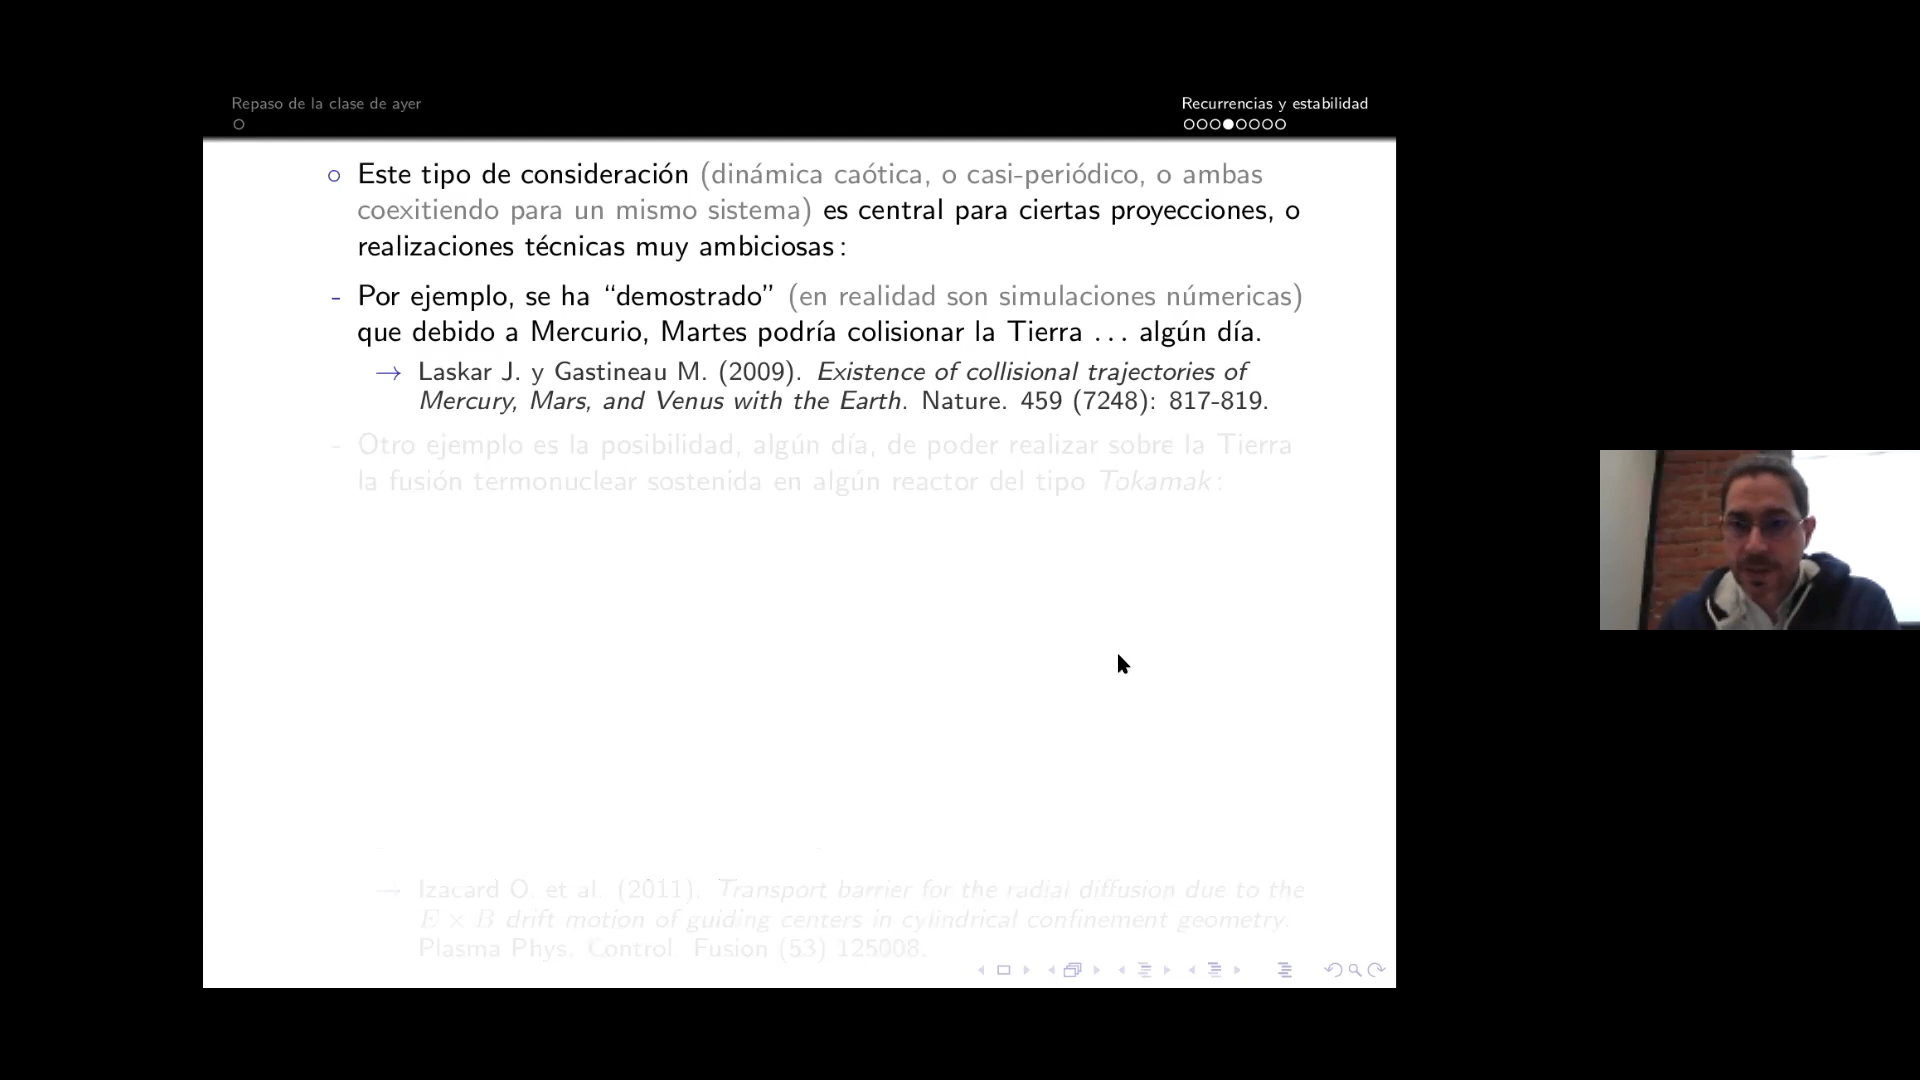 Repaso de la clase de ayer
Recurrencias y estabilidad
Este tipo de consideración (dinámica caótica, o casi-periódico, o ambas
coexitiendo para un mismo sistema) es central para ciertas proyecciones, o
realizaciones técnicas muy ambiciosas :
- Por ejemplo, se ha “demostrado” (en realidad son simulaciones númericas)
que debido a Mercurio, Martes podría colisionar la Tierra ... algún día.
→ Laskar J. y Gastineau M. (2009). Existence of collisional trajectories of
Mercury, Mars, and Venus with the Earth. Nature. 459 (7248): 817-819.
- Otro ejemplo es la posibilidad, algún día, de poder realizar sobre la Tierra
la fusión termonuclear sostenida en algún reactor del tipo Tokamak :
→ Izacard O. et al. (2011). Transport barrier for the radial diffusion due to the
E × B drift motion of guiding centers in cylindrical confinement geometry.
Plasma Phys. Control Fusion (53) 125008.